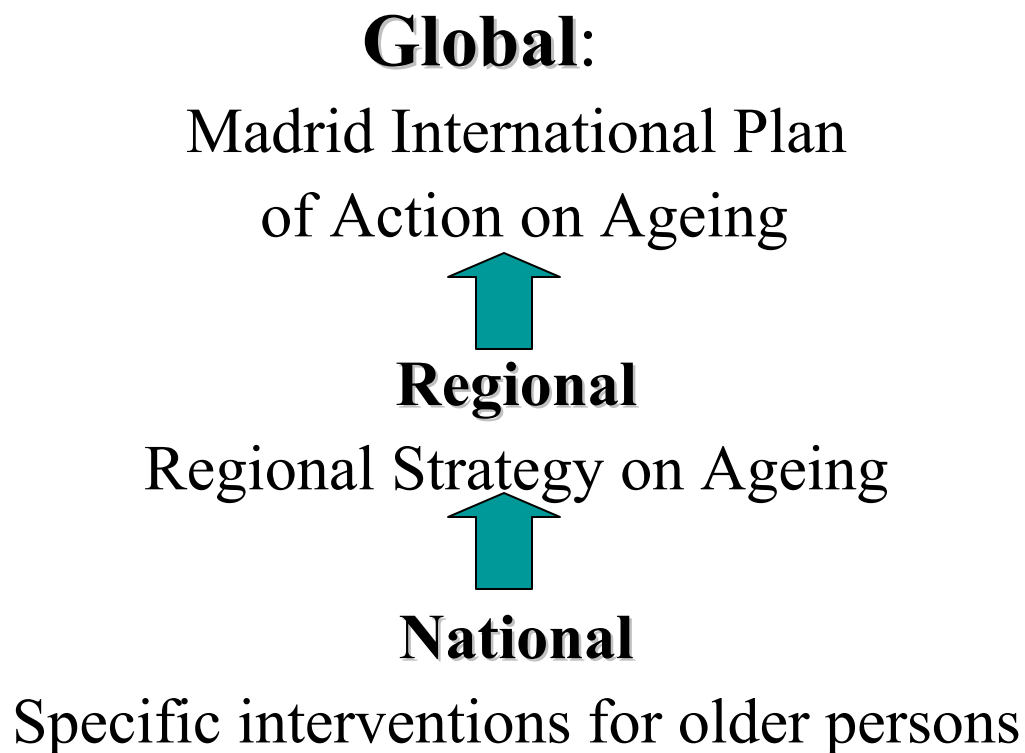 Global:
Madrid International Plan
of Action on Ageing
Regional
Regional Strategy on Ageing
National
Specific interventions for older persons